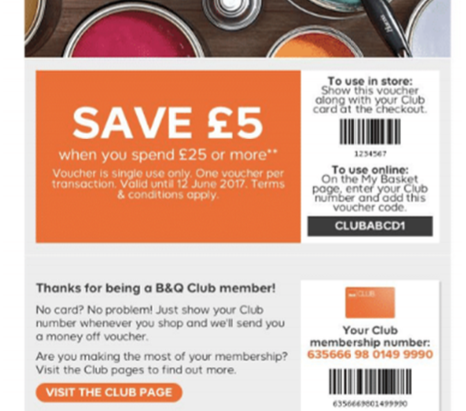 SAVE £5
when you spend £25 or more**
Voucher is single use only. One voucher per
transaction. Valid until 12 June 2017. Terms
& conditions apply.
To use in store:
Show this voucher
along with your Club
card at the checkout.
1234567
To use online:
On the My Basket
page, enter your Club
number and add this
voucher code.
CLUBABCD1
Thanks for being a B&Q Club member!
No card? No problem! Just show your Club
number whenever you shop and we'll send you
a money off voucher.
Are you making the most of your membership?
Visit the Club pages to find out more.
VISIT THE CLUB PAGE
CLUB
Your Club
membership number:
635666 98 0149 9990
6356669801499990